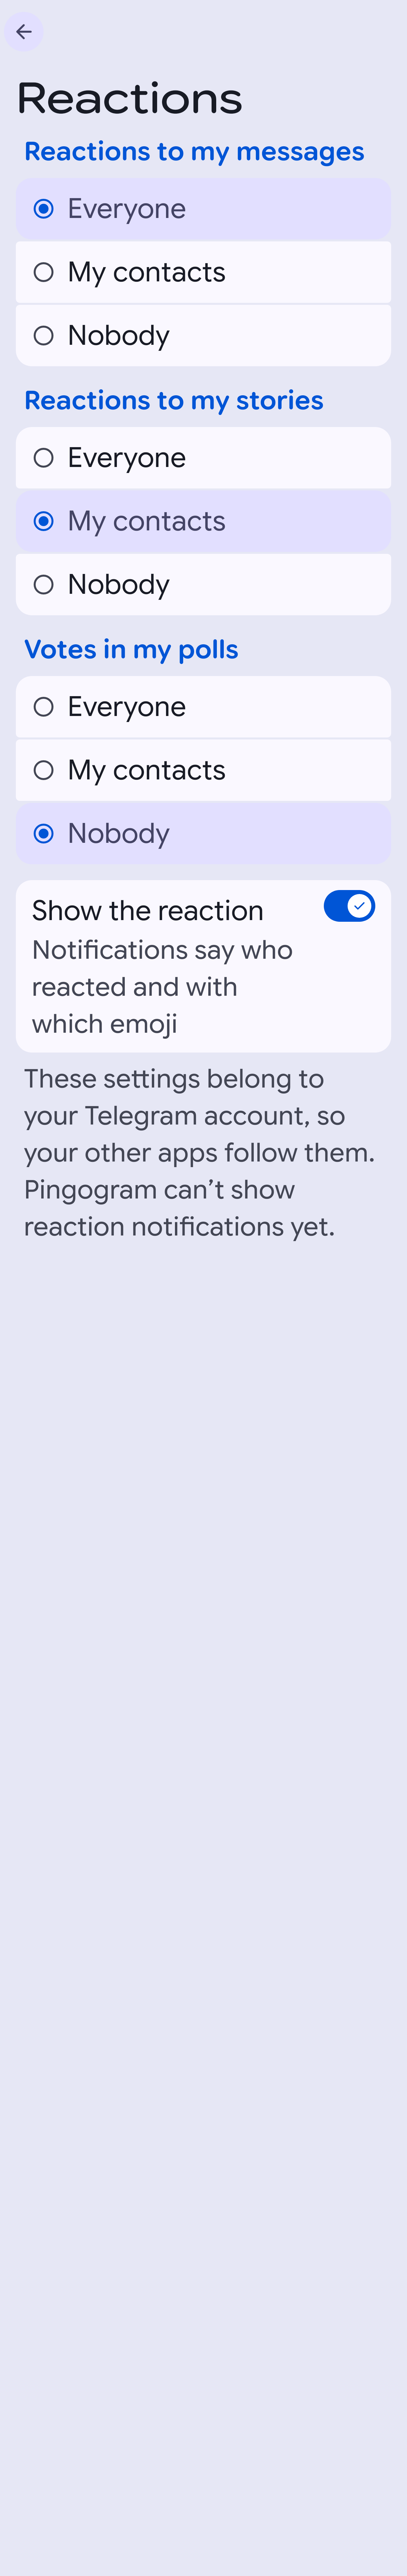 Reactions
Reactions to my messages
Everyone
My contacts
Nobody
Reactions to my stories
Everyone
My contacts
Nobody
Votes in my polls
Everyone
My contacts
Nobody
Show the reaction
Notifications say who
reacted and with
which emoji
These settings belong to
your Telegram account, so
your other apps follow them.
Pingogram can’t show
reaction notifications yet.